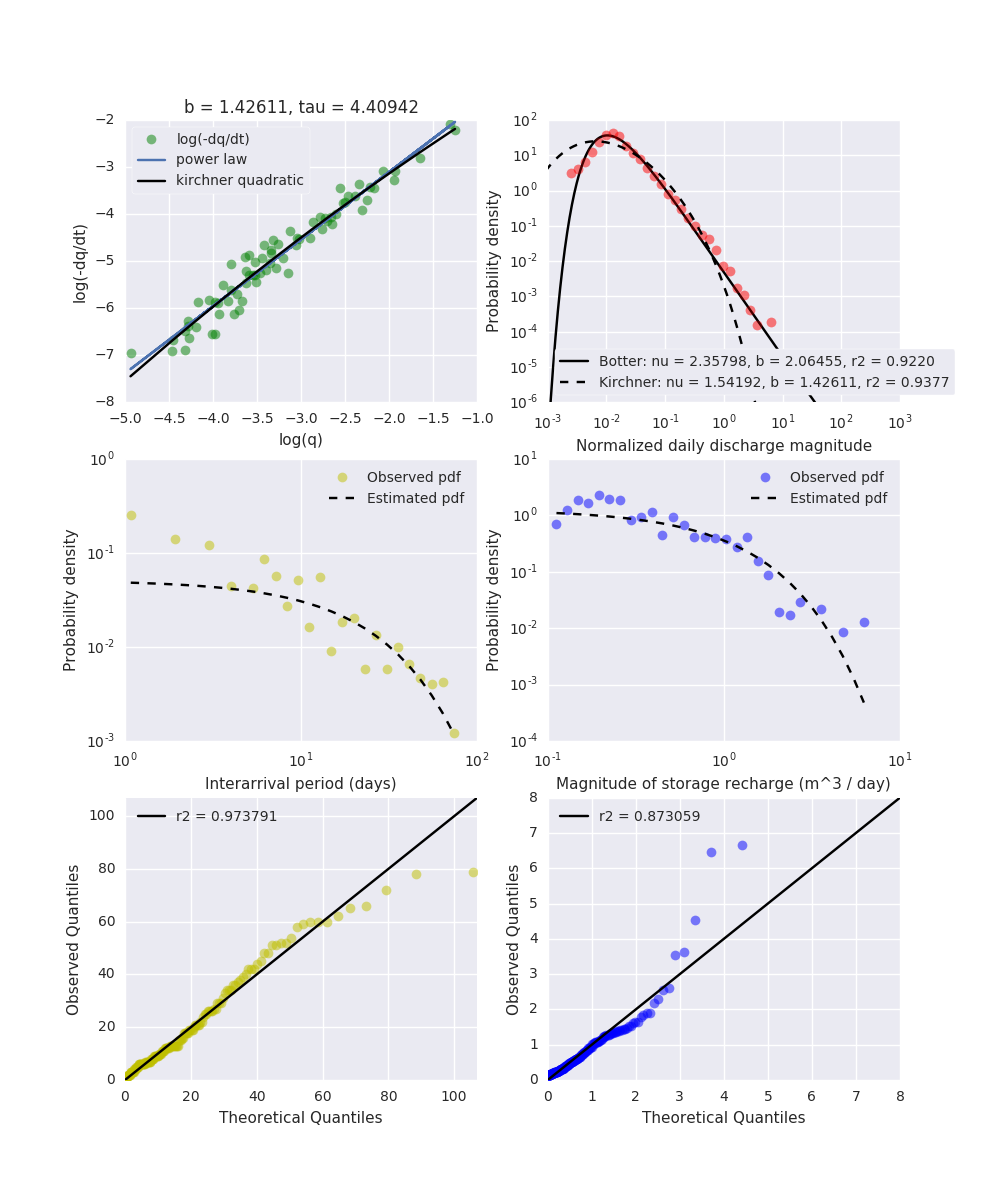 b = 1.42611, tau = 4.40942
log(-dq/dt)
power law
kirchner quadratic
−2
−3
−4
−5
−6
−7
−8
log(-dq/dt)
−5.0 −4.5 −4.0 −3.5 −3.0 −2.5 −2.0 −1.5 −1.0
log(q)
10^2
10^1
10^0
10^-1
10^-2
10^-3
10^-4
10^-5
10^-6
Probability density
Botter: nu = 2.35798, b = 2.06455, r2 = 0.9220
Kirchner: nu = 1.54192, b = 1.42611, r2 = 0.9377
10^-3 10^-2 10^-1 10^0 10^1 10^2 10^3
Normalized daily discharge magnitude
10^0
10^-1
10^-2
10^-3
Probability density
Observed pdf
Estimated pdf
10^0 10^1 10^2
Interarrival period (days)
10^1
10^0
10^-1
10^-2
10^-3
10^-4
Probability density
Observed pdf
Estimated pdf
10^-1 10^0 10^1
Magnitude of storage recharge (m^3 / day)
r2 = 0.973791
100
80
60
40
20
0
Observed Quantiles
0 20 40 60 80 100
Theoretical Quantiles
r2 = 0.873059
8
7
6
5
4
3
2
1
0
Observed Quantiles
0 1 2 3 4 5 6 7 8
Theoretical Quantiles